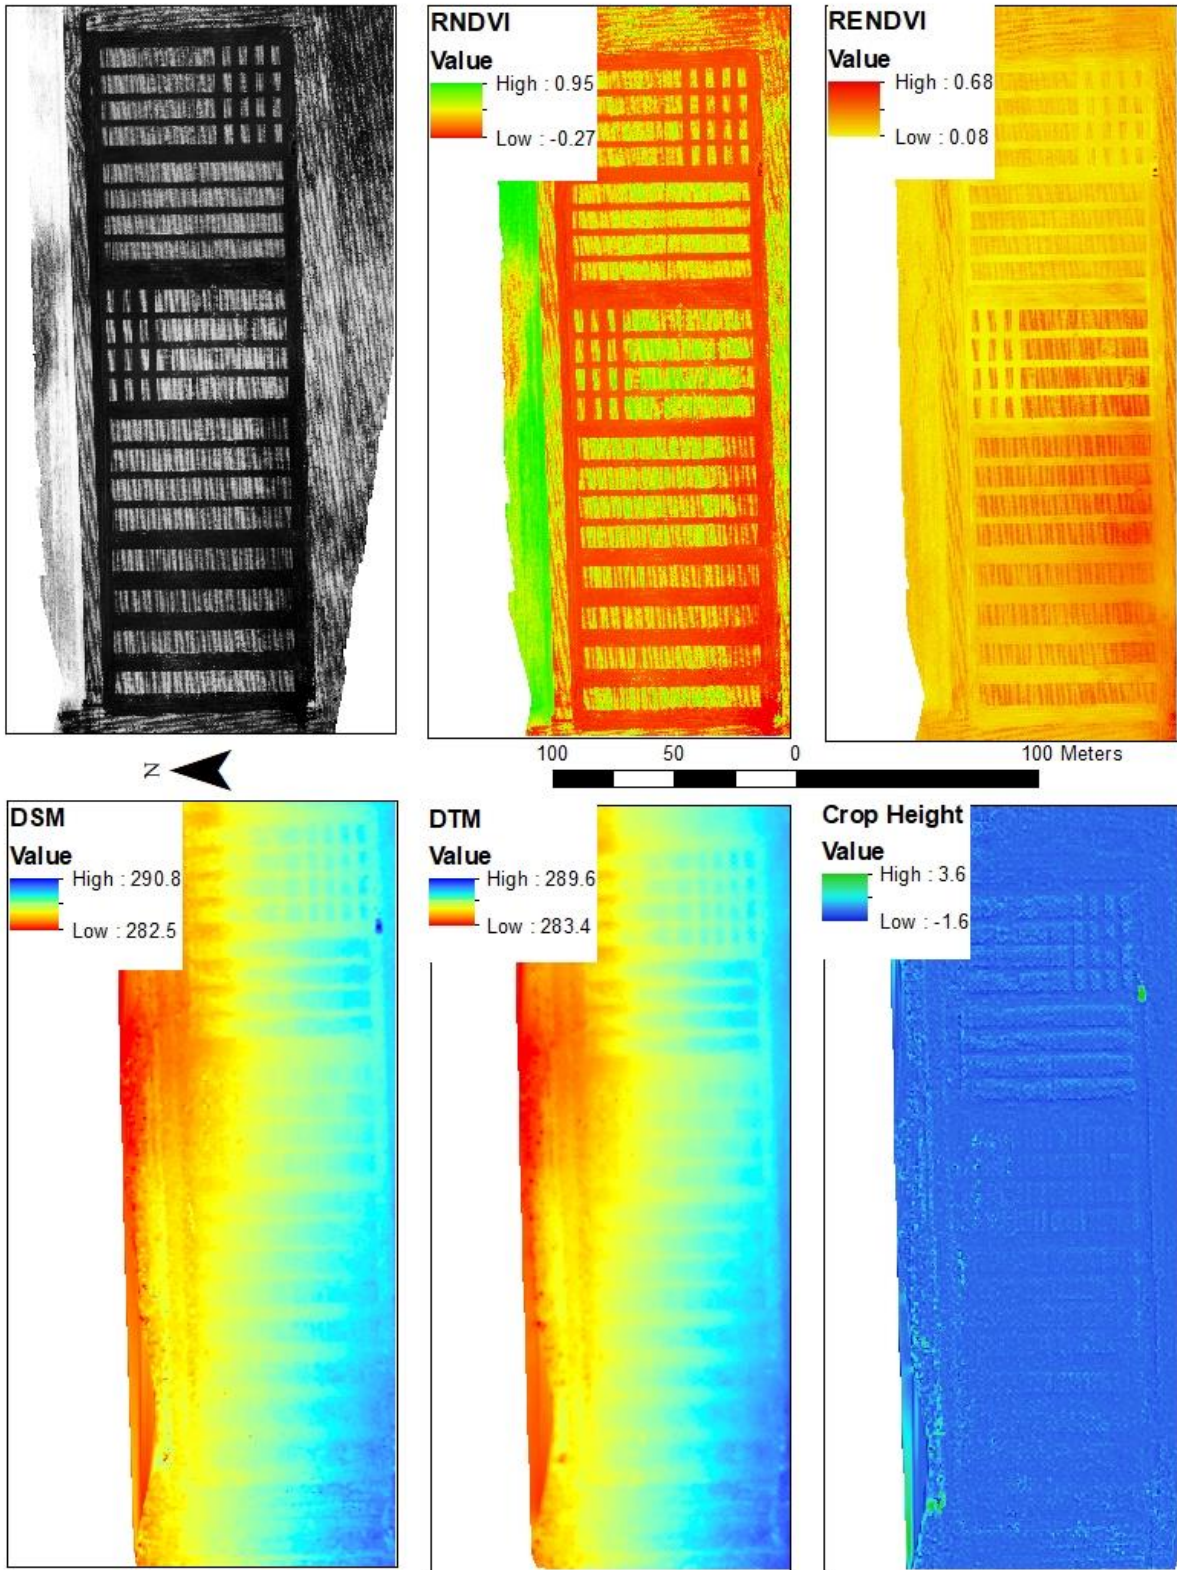 RNDVI
Value
High : 0.95
Low : -0.27
RENDVI
Value
High : 0.68
Low : 0.08
N
100 50 0 100 Meters
DSM
Value
High : 290.8
Low : 282.5
DTM
Value
High : 289.6
Low : 283.4
Crop Height
Value
High : 3.6
Low : -1.6